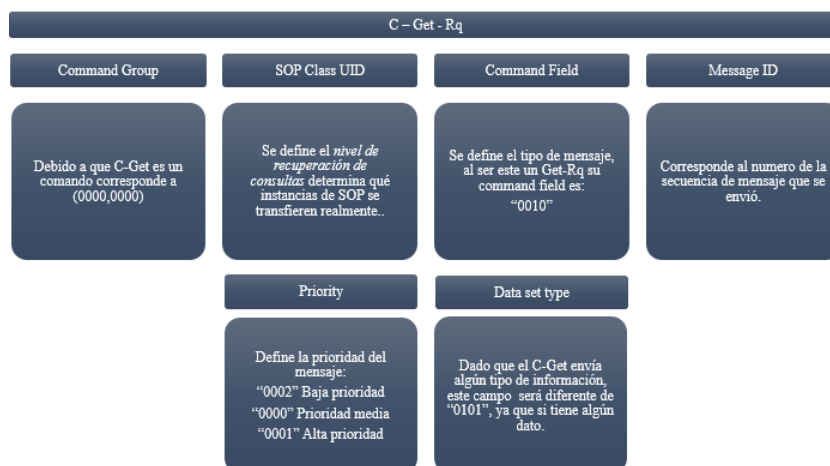 C – Get - Rq
Command Group
SOP Class UID
Command Field
Message ID
Debido a que C-Get es un
comando corresponde a
(0000,0000)
Se define el nivel de
recuperación de
consultas determina qué
instancias de SOP se
transfieren realmente..
Se define el tipo de mensaje,
al ser este un Get-Rq su
command field es:
“0010”
Corresponde al numero de la
secuencia de mensaje que se
envió.
Priority
Data set type
Define la prioridad del
mensaje:
“0002” Baja prioridad
“0000” Prioridad media
“0001” Alta prioridad
Dado que el C-Get envía
algún tipo de información,
este campo será diferente de
“0101”, ya que si tiene algún
dato.